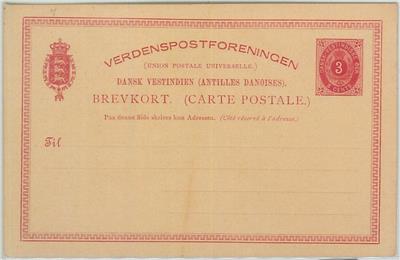 VERDENSPOSTFORENINGEN
(UNION POSTALE UNIVERSELLE.)
DANSK VESTINDIEN (ANTILLES DANOISES).
BREVKORT. (CARTE POSTALE.)
Paa denne Side skrives kun Adressen. (Côté réservé à l'adresse.)
3
CENTS
Til